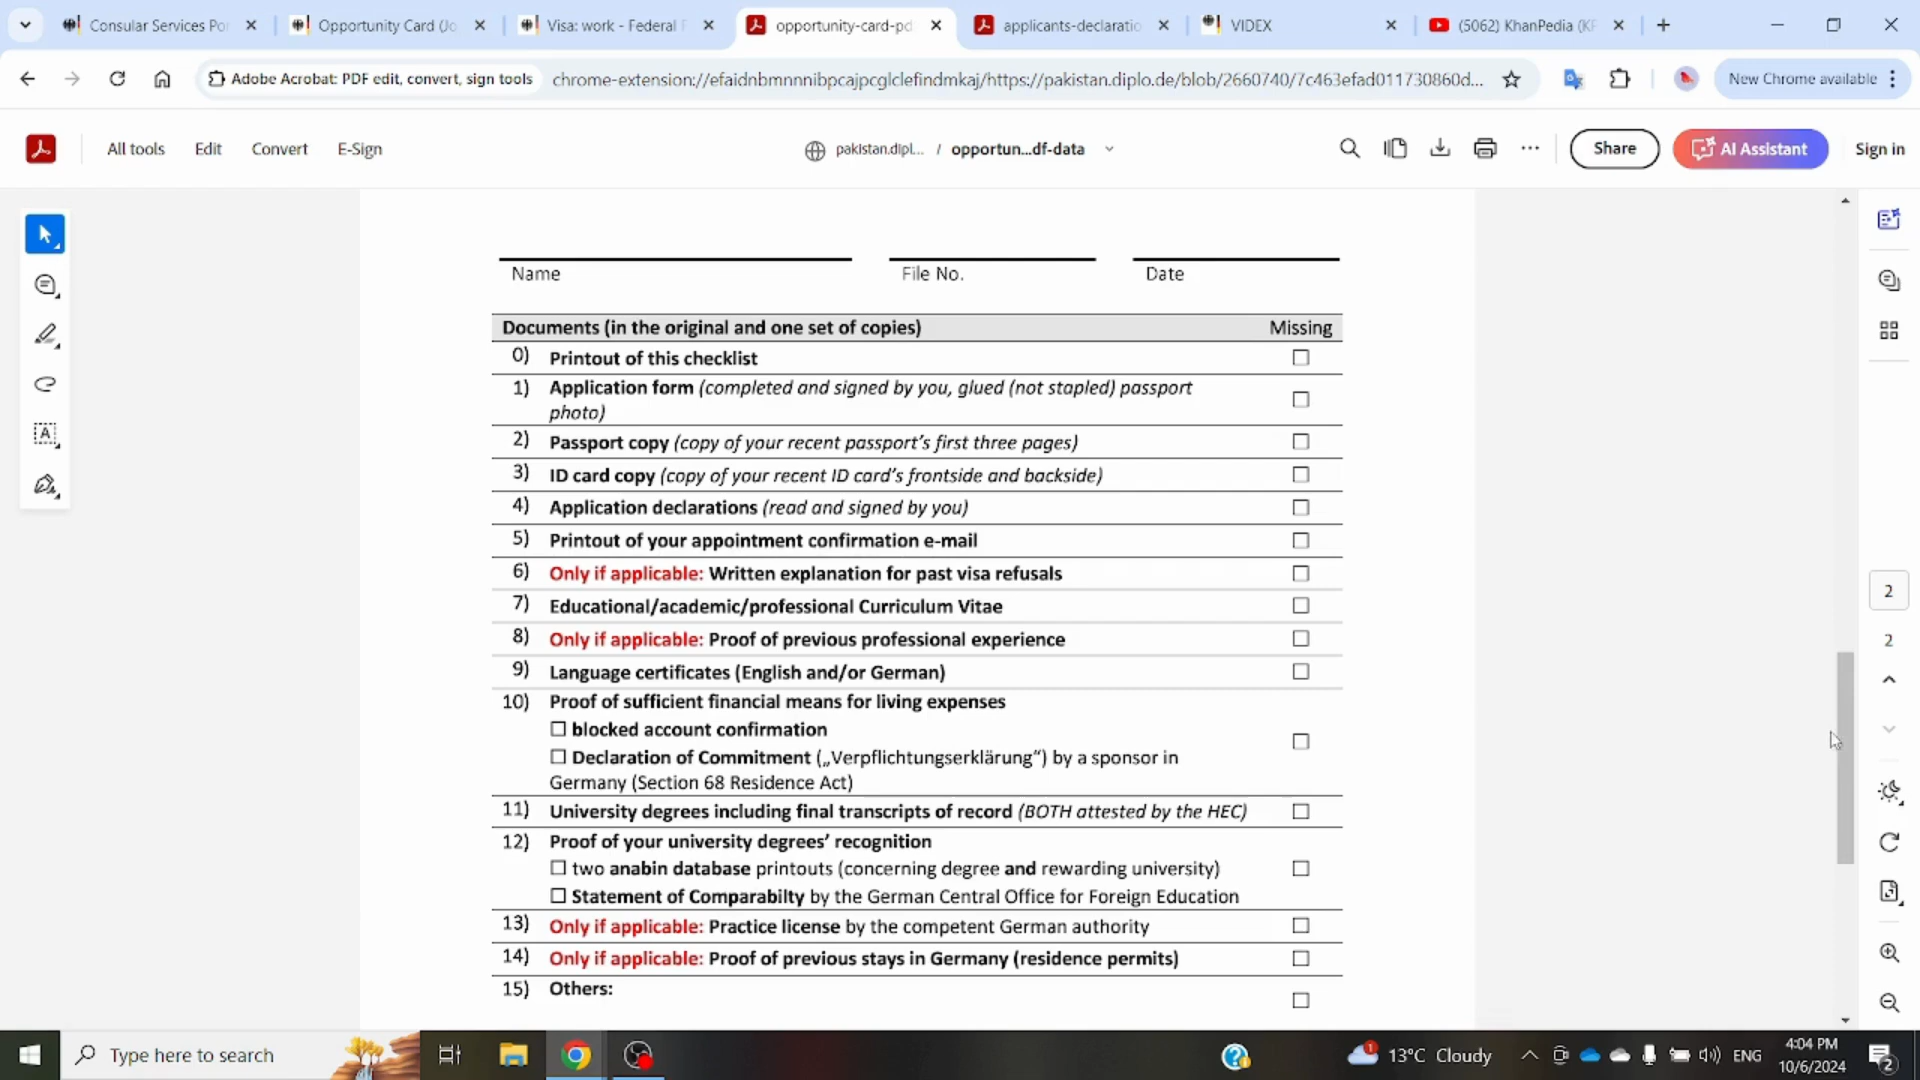 Consular Services Por
Opportunity Card (Jo
Visa: work - Federal F
opportunity-card-pd
applicants-declaratio
VIDEX
(5062) KhanPedia (KP
Adobe Acrobat: PDF edit, convert, sign tools
chrome-extension://efaidnbmnnnibpcajpcglclefindmkaj/https://pakistan.diplo.de/blob/2660740/7c463efad011730860d...
New Chrome available
All tools Edit Convert E-Sign
pakistan.dipl... / opportun...df-data
Share
AI Assistant
Sign in
Name File No. Date
Documents (in the original and one set of copies) Missing
0) Printout of this checklist
1) Application form (completed and signed by you, glued (not stapled) passport
photo)
2) Passport copy (copy of your recent passport’s first three pages)
3) ID card copy (copy of your recent ID card’s frontside and backside)
4) Application declarations (read and signed by you)
5) Printout of your appointment confirmation e-mail
6) Only if applicable: Written explanation for past visa refusals
7) Educational/academic/professional Curriculum Vitae
8) Only if applicable: Proof of previous professional experience
9) Language certificates (English and/or German)
10) Proof of sufficient financial means for living expenses
☐ blocked account confirmation
☐ Declaration of Commitment („Verpflichtungserklärung“) by a sponsor in
Germany (Section 68 Residence Act)
11) University degrees including final transcripts of record (BOTH attested by the HEC)
12) Proof of your university degrees’ recognition
☐ two anabin database printouts (concerning degree and rewarding university)
☐ Statement of Comparabilty by the German Central Office for Foreign Education
13) Only if applicable: Practice license by the competent German authority
14) Only if applicable: Proof of previous stays in Germany (residence permits)
15) Others:
2
2
Type here to search
13°C Cloudy
ENG
4:04 PM
10/6/2024
2